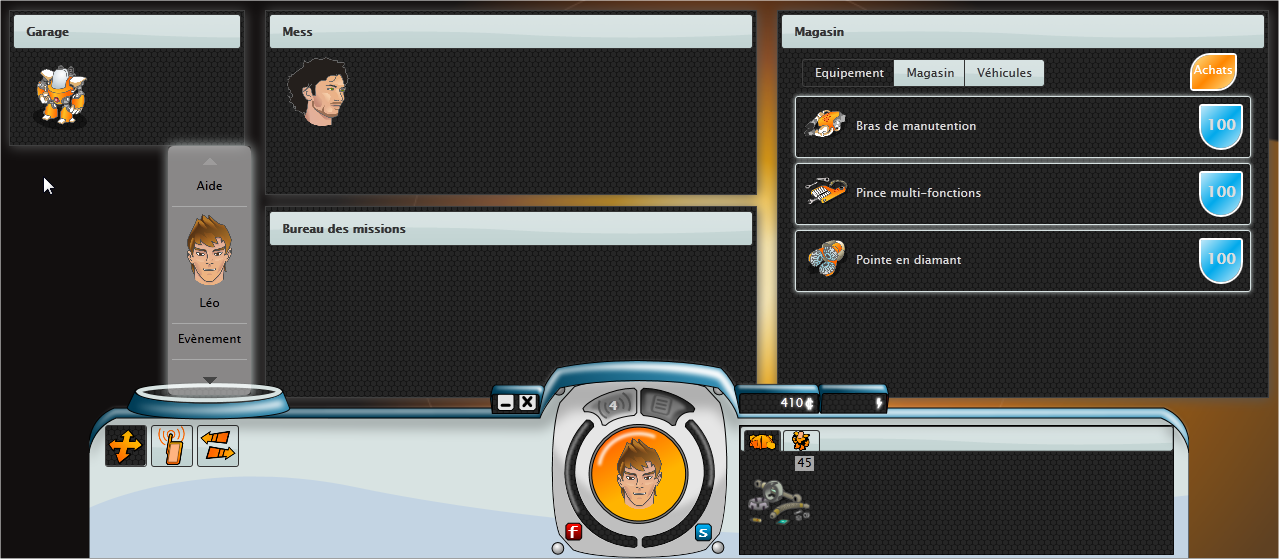 Garage
Mess
Magasin
Equipement Magasin Véhicules
Achats
Bras de manutention 100
Pince multi-fonctions 100
Pointe en diamant 100
Aide
Léo
Evènement
Bureau des missions
4
410
45
f
s